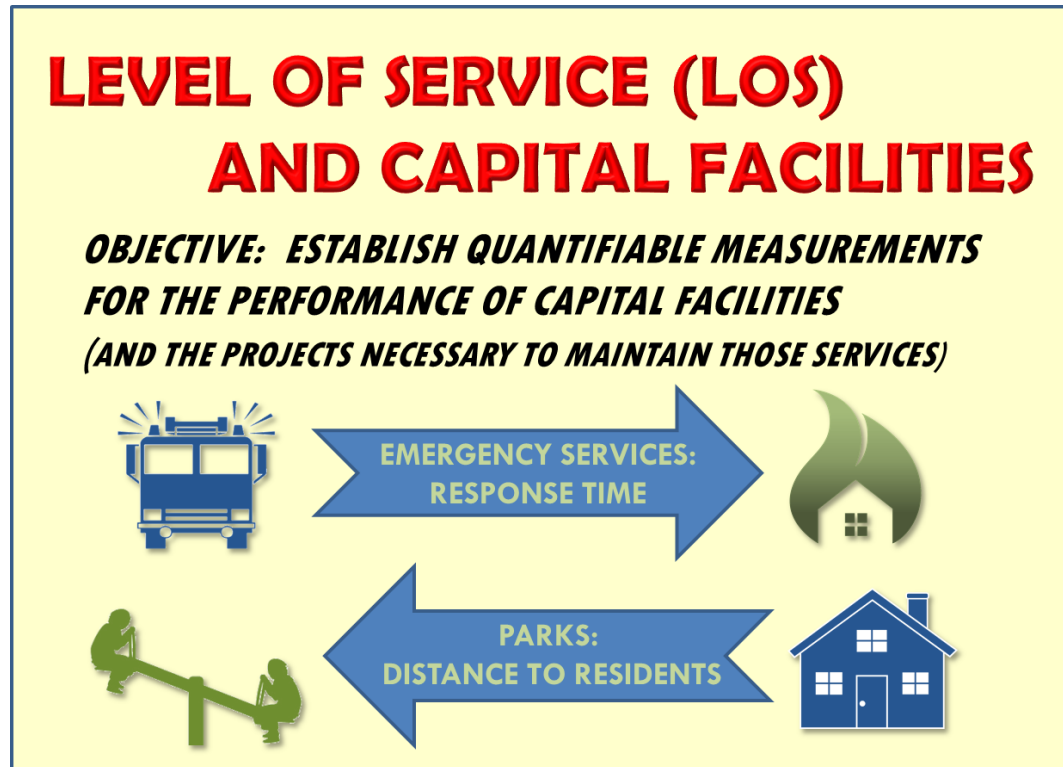 LEVEL OF SERVICE (LOS)
AND CAPITAL FACILITIES
OBJECTIVE: ESTABLISH QUANTIFIABLE MEASUREMENTS
FOR THE PERFORMANCE OF CAPITAL FACILITIES
(AND THE PROJECTS NECESSARY TO MAINTAIN THOSE SERVICES)
EMERGENCY SERVICES:
RESPONSE TIME
PARKS:
DISTANCE TO RESIDENTS